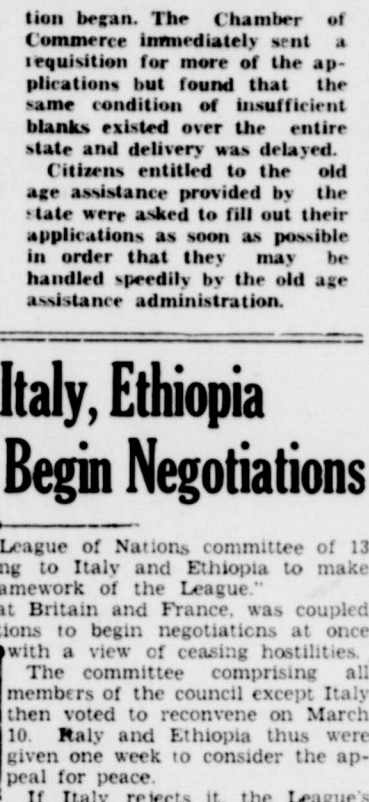 tion began. The Chamber of
Commerce immediately sent a
requisition for more of the ap-
plications but found that the
same condition of insufficient
blanks existed over the entire
state and delivery was delayed.
Citizens entitled to the old
age assistance provided by the
state were asked to fill out their
applications as soon as possible
in order that they may be
handled speedily by the old age
assistance administration.
Italy, Ethiopia
Begin Negotiations
League of Nations committee of 13
ng to Italy and Ethiopia to make
amework of the League."
at Britain and France, was coupled
ions to begin negotiations at once
with a view of ceasing hostilities.
The committee comprising all
members of the council except Italy
then voted to reconvene on March
10. Italy and Ethiopia thus were
given one week to consider the ap-
peal for peace.
If Italy rejects it, the League's